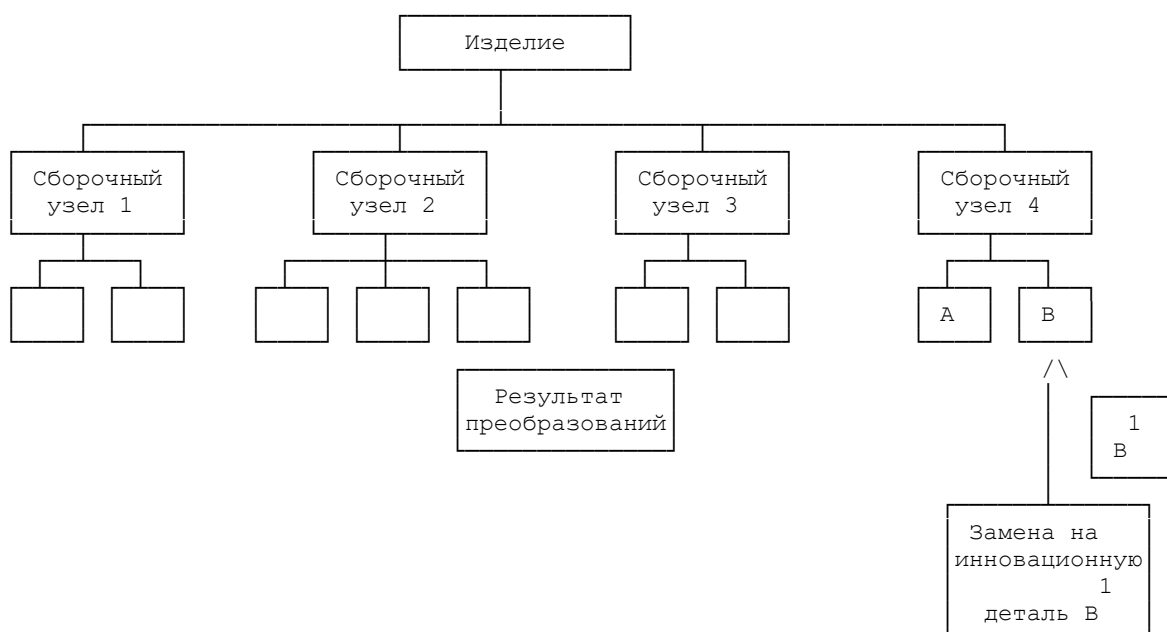 Изделие
Сборочный
узел 1
Сборочный
узел 2
Сборочный
узел 3
Сборочный
узел 4
A
B
/\
Результат
преобразований
1
B
Замена на
инновационную
1
деталь B